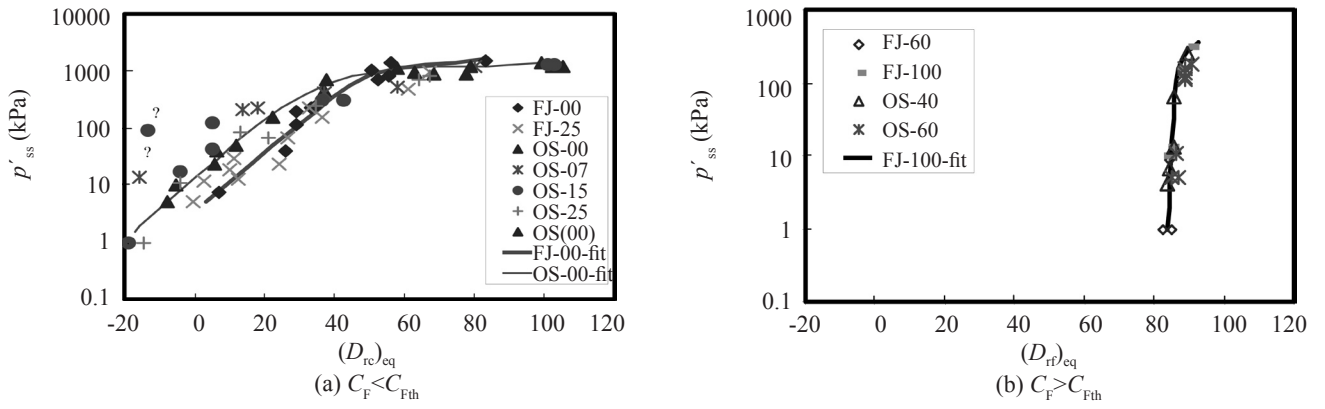 10000
1000
100
10
1
0.1
p′ss (kPa)
?
?
FJ-00
FJ-25
OS-00
OS-07
OS-15
OS-25
OS(00)
FJ-00-fit
OS-00-fit
-20 0 20 40 60 80 100 120
(Drc)eq
(a) CF<CFth
1000
100
10
1
0.1
p′ss (kPa)
FJ-60
FJ-100
OS-40
OS-60
FJ-100-fit
-20 0 20 40 60 80 100 120
(Drf)eq
(b) CF>CFth